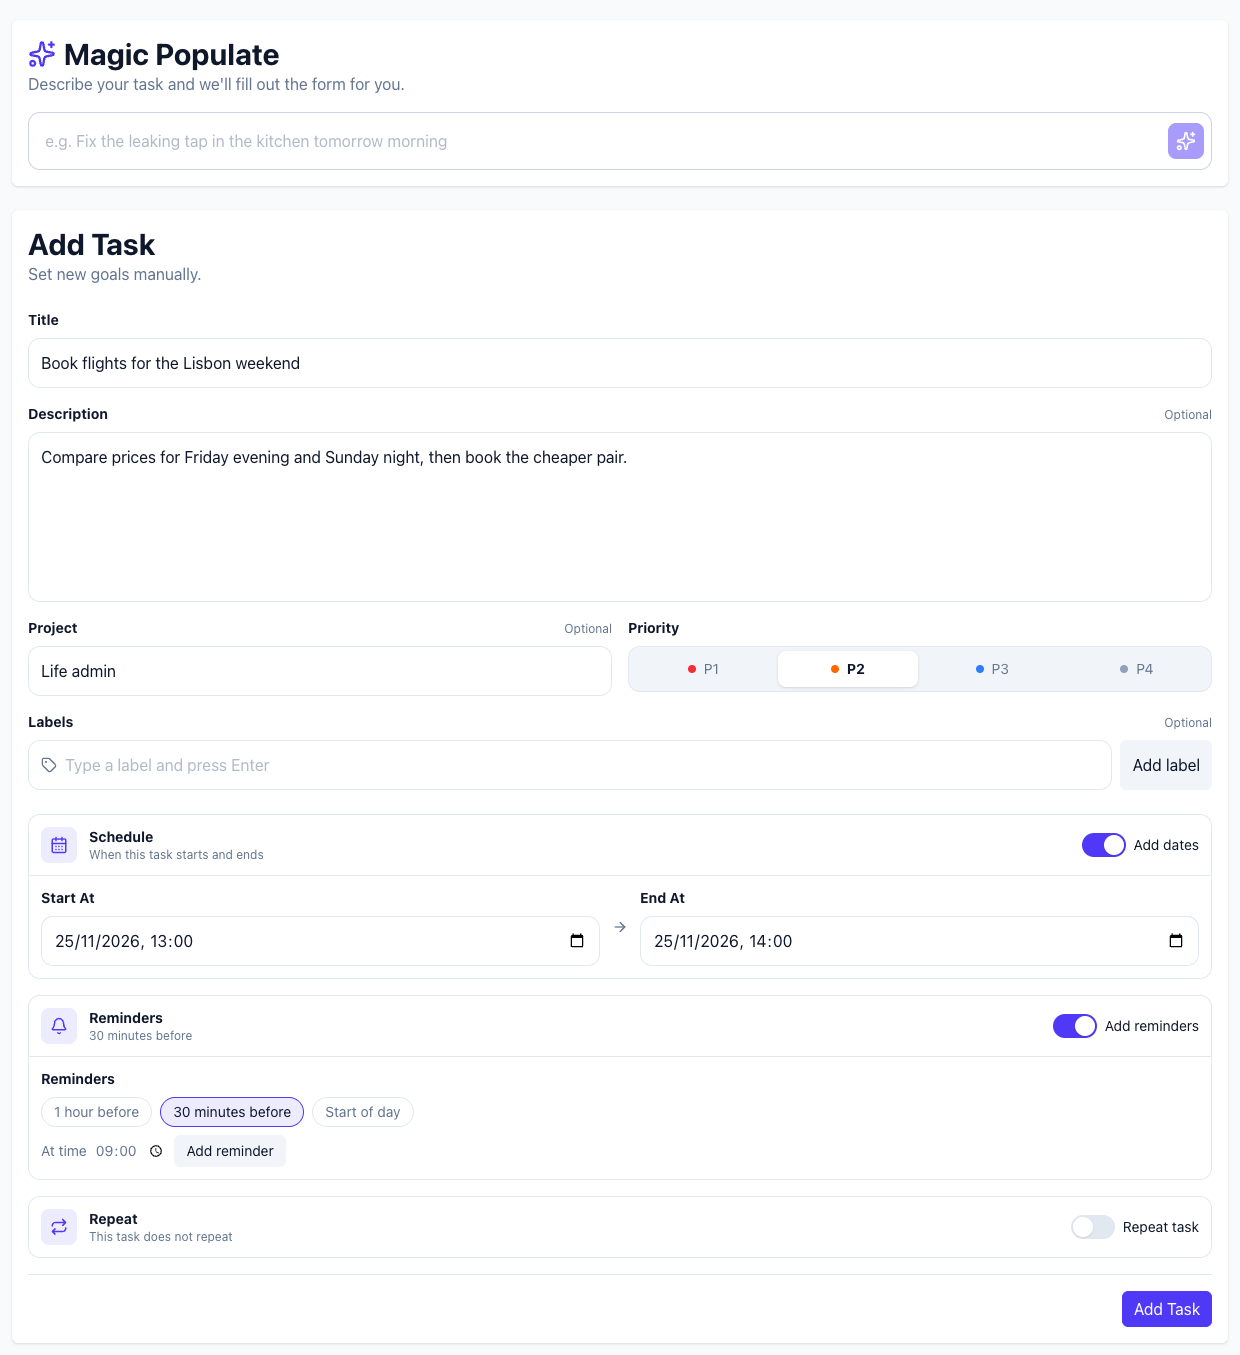 Magic Populate
Describe your task and we'll fill out the form for you.
e.g. Fix the leaking tap in the kitchen tomorrow morning
Add Task
Set new goals manually.
Title
Book flights for the Lisbon weekend
Description Optional
Compare prices for Friday evening and Sunday night, then book the cheaper pair.
Project Optional Priority
Life admin P1 P2 P3 P4
Labels Optional
Type a label and press Enter Add label
Schedule
When this task starts and ends
Add dates
Start At End At
25/11/2026, 13:00 → 25/11/2026, 14:00
Reminders
30 minutes before
Add reminders
Reminders
1 hour before 30 minutes before Start of day
At time 09:00 Add reminder
Repeat
This task does not repeat
Repeat task
Add Task